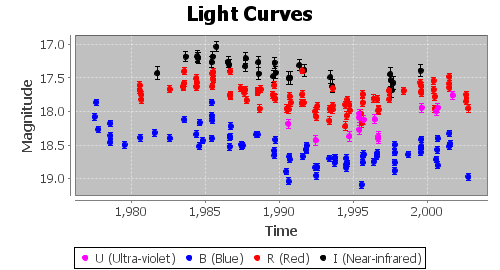 Light Curves
Magnitude
17.0
17.5
18.0
18.5
19.0
1,980 1,985 1,990 1,995 2,000
Time
U (Ultra-violet) B (Blue) R (Red) I (Near-infrared)